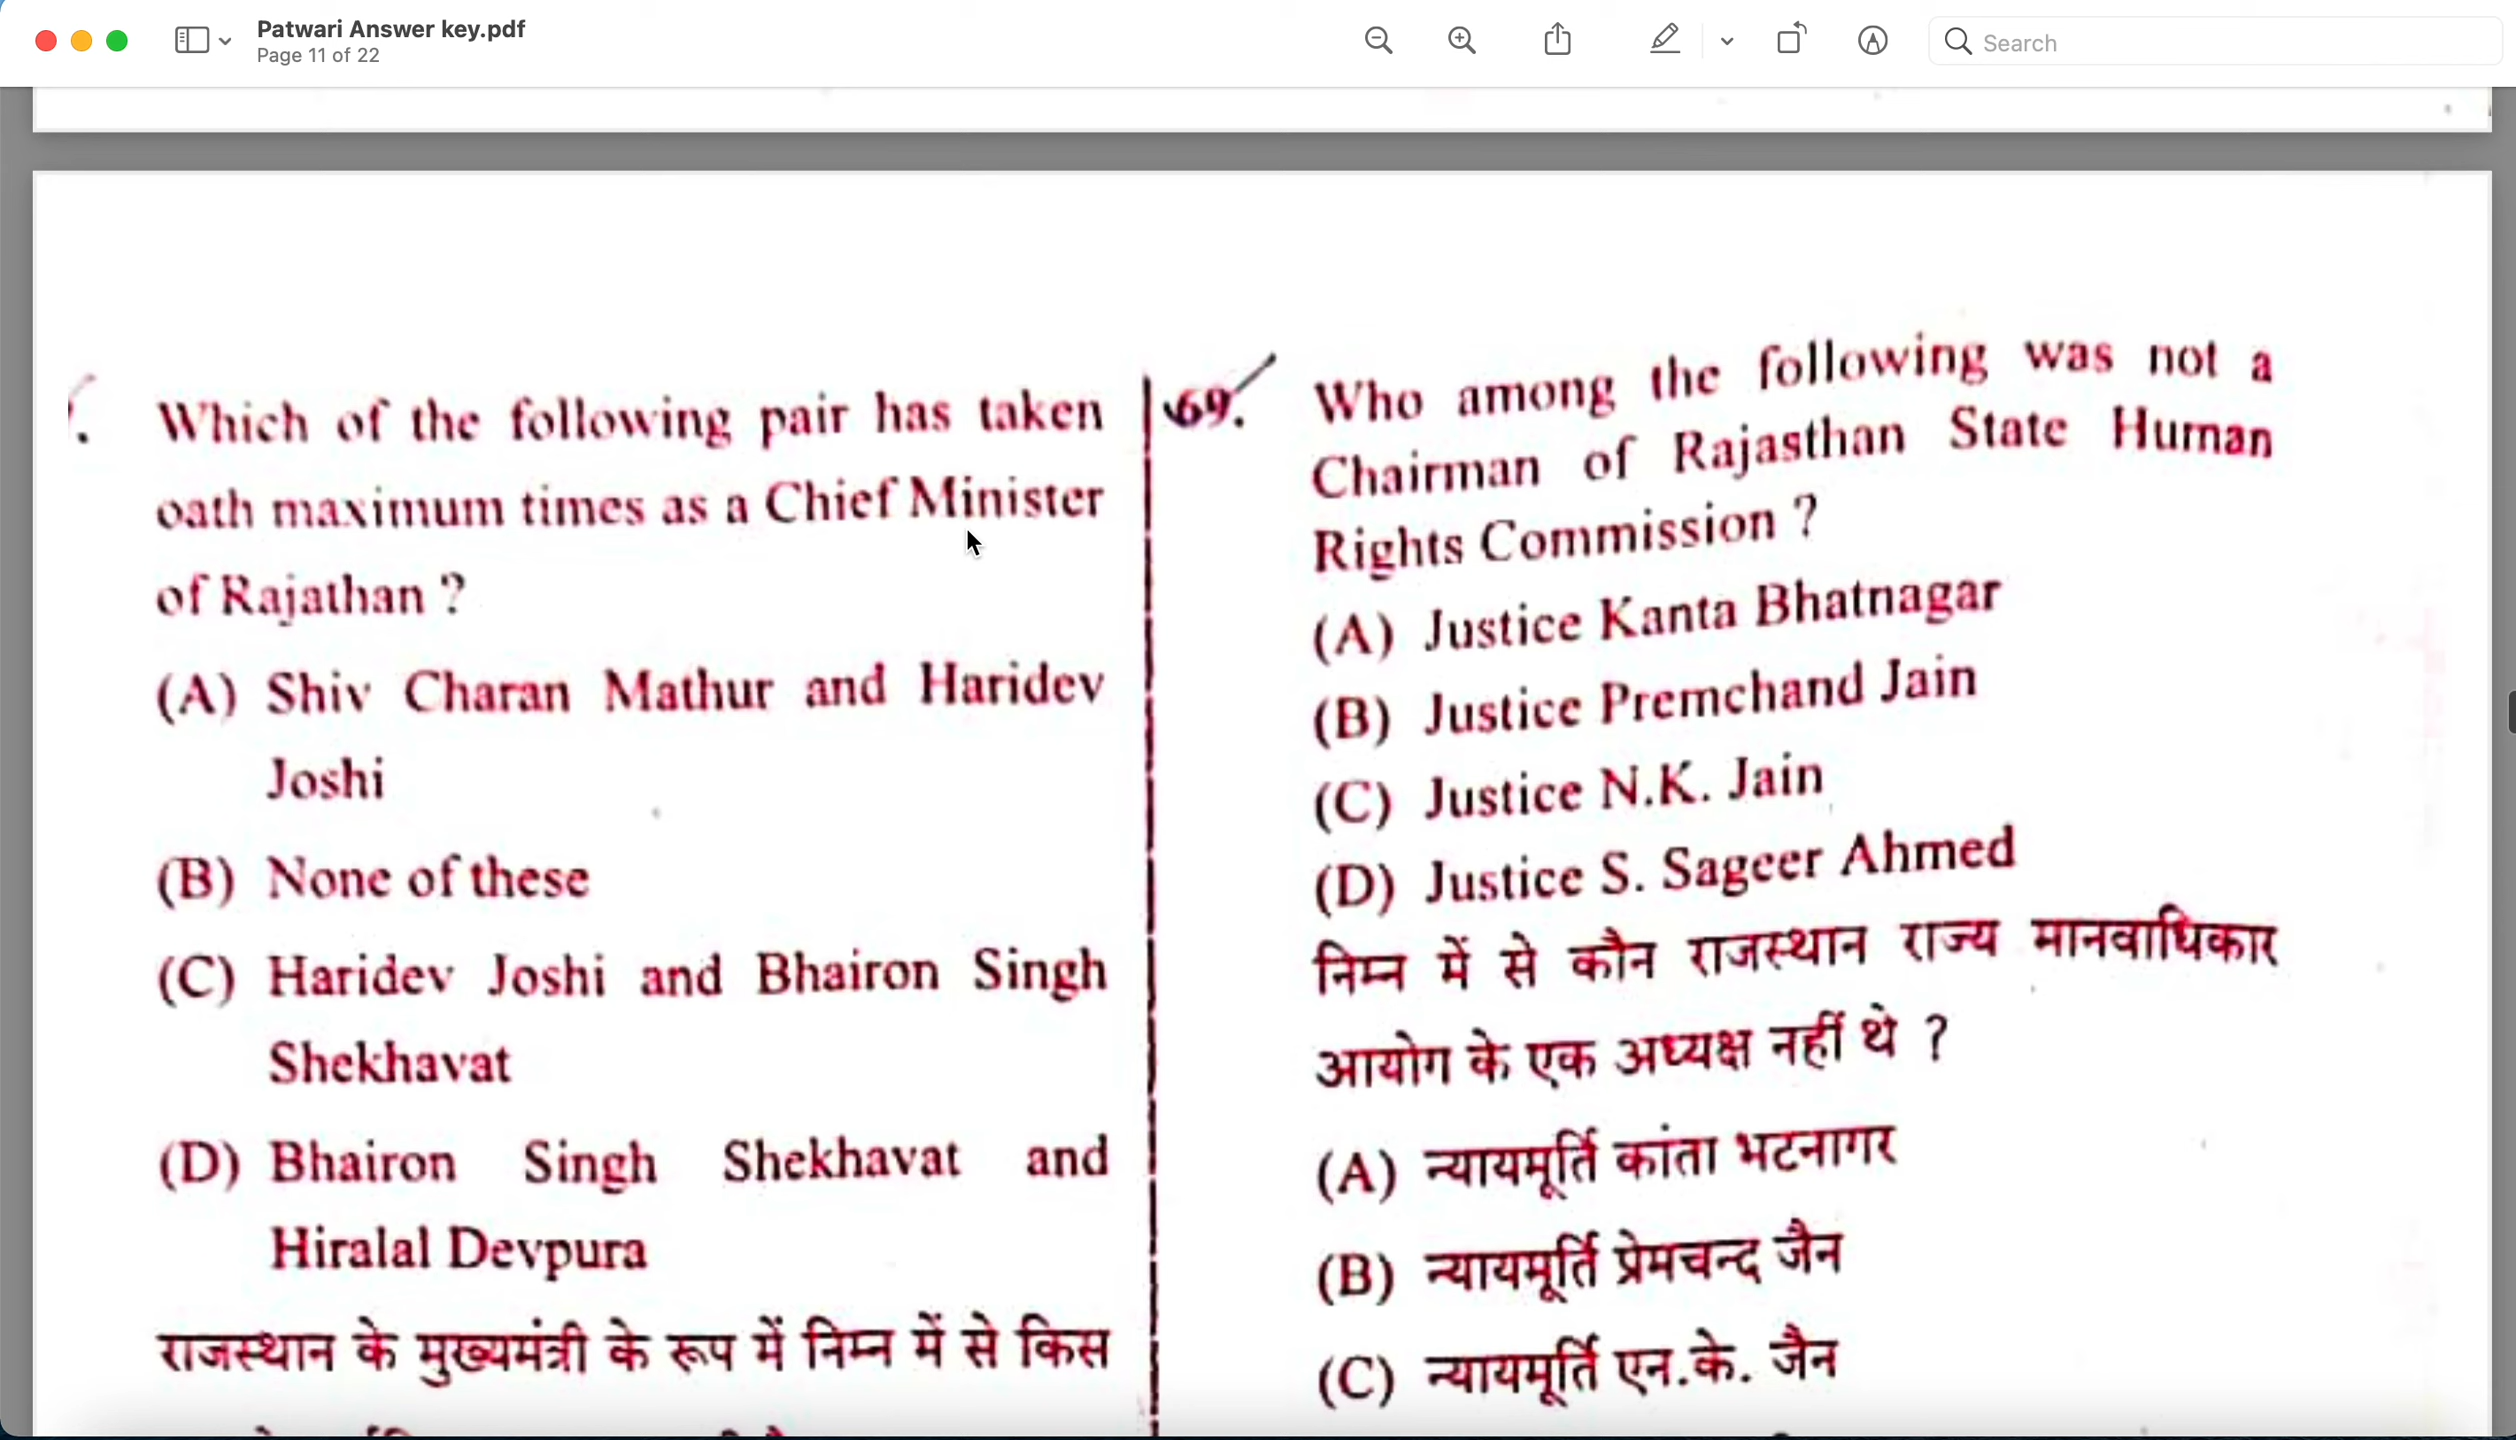 Patwari Answer key.pdf
Page 11 of 22
Search
Which of the following pair has taken
oath maximum times as a Chief Minister
of Rajathan ?
(A) Shiv Charan Mathur and Haridev
Joshi
(B) None of these
(C) Haridev Joshi and Bhairon Singh
Shekhavat
(D) Bhairon Singh Shekhavat and
Hiralal Devpura
राजस्थान के मुख्यमंत्री के रूप में निम्न में से किस
69.
Who among the following was not a
Chairman of Rajasthan State Human
Rights Commission ?
(A) Justice Kanta Bhatnagar
(B) Justice Premchand Jain
(C) Justice N.K. Jain
(D) Justice S. Sageer Ahmed
निम्न में से कौन राजस्थान राज्य मानवाधिकार
आयोग के एक अध्यक्ष नहीं थे ?
(A) न्यायमूर्ति कांता भटनागर
(B) न्यायमूर्ति प्रेमचन्द जैन
(C) न्यायमूर्ति एन.के. जैन